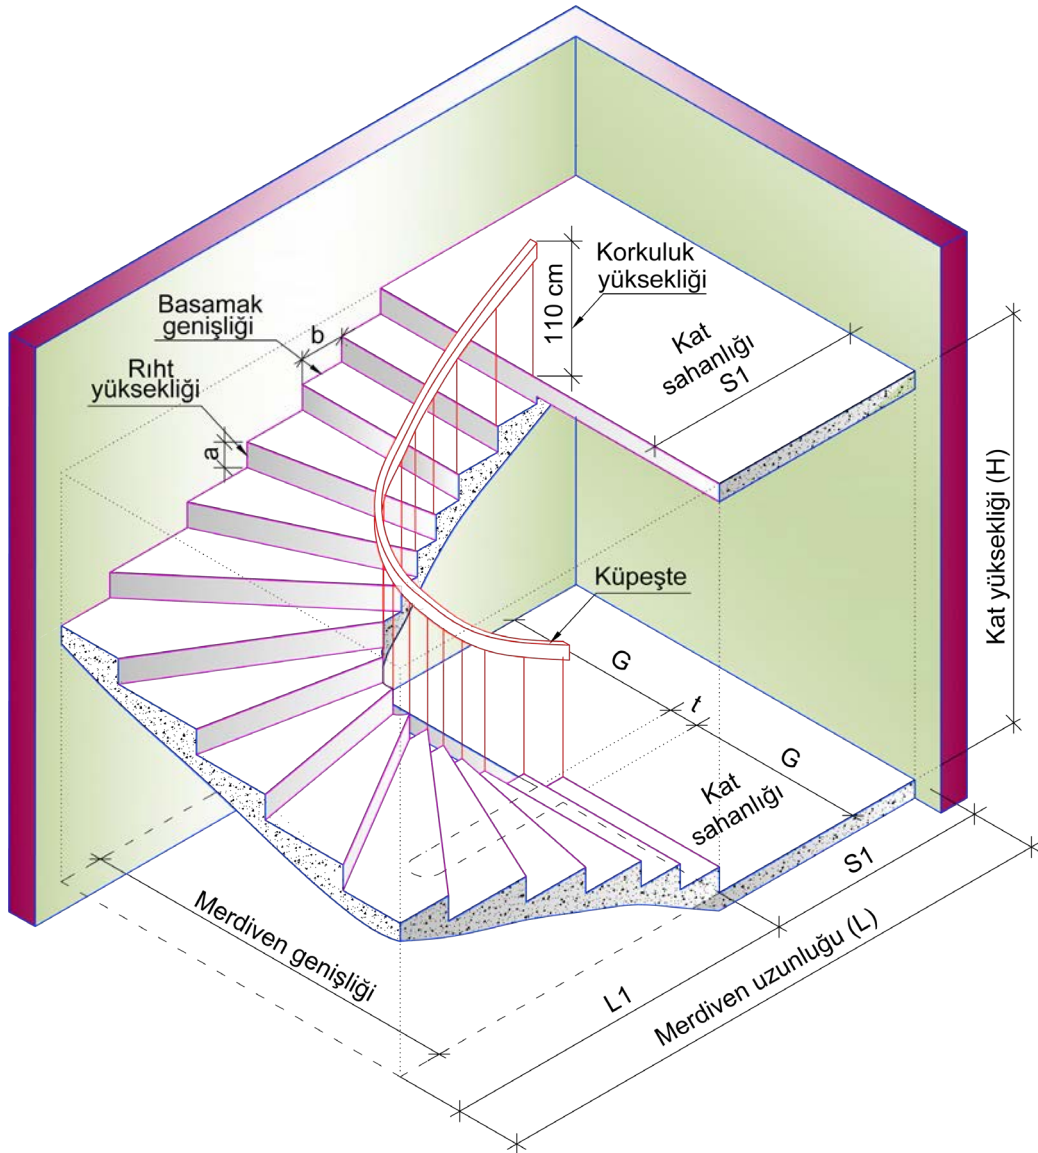 Korkuluk
yüksekliği
110 cm
Basamak
genişliği
b
Rıht
yüksekliği
a
Kat
sahanlığı
S1
Kat yüksekliği (H)
Küpeşte
G
t
G
Kat
sahanlığı
S1
Merdiven genişliği
L1
Merdiven uzunluğu (L)